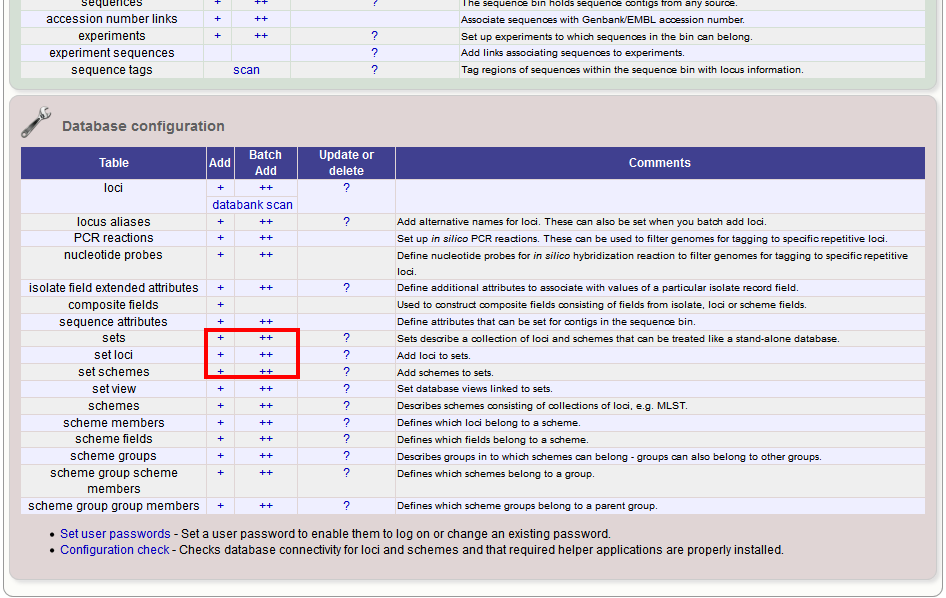 sequences + ++ ? The sequence bin holds sequence contigs from any source.
accession number links + ++ Associate sequences with Genbank/EMBL accession number.
experiments + ++ ? Set up experiments to which sequences in the bin can belong.
experiment sequences ? Add links associating sequences to experiments.
sequence tags scan ? Tag regions of sequences within the sequence bin with locus information.
Database configuration
Table Add Batch Add Update or delete Comments
loci + ++ ?
databank scan
locus aliases + ++ ? Add alternative names for loci. These can also be set when you batch add loci.
PCR reactions + ++ Set up in silico PCR reactions. These can be used to filter genomes for tagging to specific repetitive loci.
nucleotide probes + ++ Define nucleotide probes for in silico hybridization reaction to filter genomes for tagging to specific repetitive
loci.
isolate field extended attributes + ++ ? Define additional attributes to associate with values of a particular isolate record field.
composite fields + Used to construct composite fields consisting of fields from isolate, loci or scheme fields.
sequence attributes + ++ Define attributes that can be set for contigs in the sequence bin.
sets + ++ ? Sets describe a collection of loci and schemes that can be treated like a stand-alone database.
set loci + ++ ? Add loci to sets.
set schemes + ++ ? Add schemes to sets.
set view + ++ ? Set database views linked to sets.
schemes + ++ ? Describes schemes consisting of collections of loci, e.g. MLST.
scheme members + ++ ? Defines which loci belong to a scheme.
scheme fields + ++ ? Defines which fields belong to a scheme.
scheme groups + ++ ? Describes groups in to which schemes can belong - groups can also belong to other groups.
scheme group scheme + ++ ? Defines which schemes belong to a group.
members
scheme group group members + ++ ? Defines which scheme groups belong to a parent group.
• Set user passwords - Set a user password to enable them to log on or change an existing password.
• Configuration check - Checks database connectivity for loci and schemes and that required helper applications are properly installed.